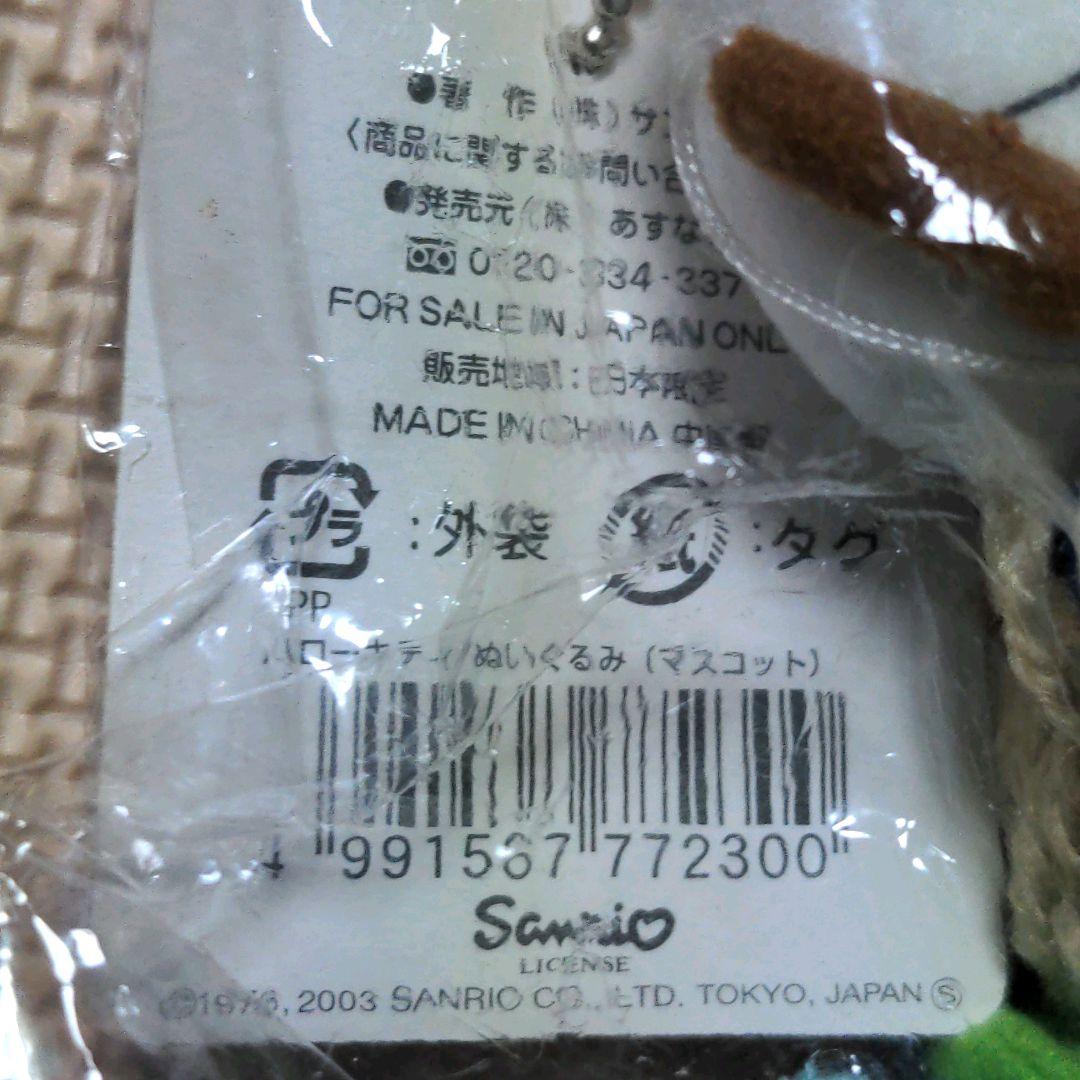 ●著 作 (株)サン
〈商品に関するお問い合
●発売元(株) あすな
0120-334-337
FOR SALE IN JAPAN ONL
販売地域:日本限定
MADE IN CHINA 中国製
プラ :外袋 紙 :タグ
PP
ハローキティ ぬいぐるみ (マスコット)
4 991567 772300
Sanrio
LICENSE
©1976, 2003 SANRIO CO., LTD. TOKYO, JAPAN Ⓢ